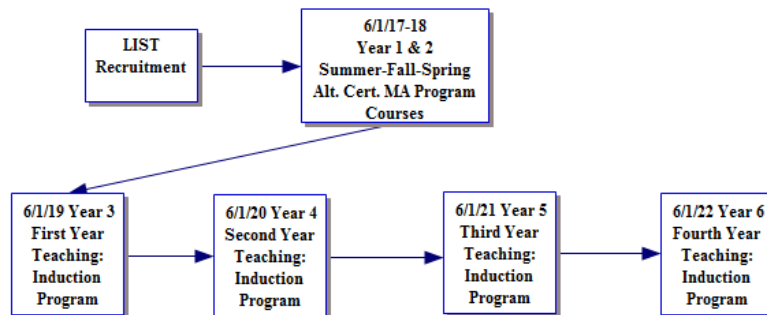 LIST
Recruitment
6/1/17-18
Year 1 & 2
Summer-Fall-Spring
Alt. Cert. MA Program
Courses
6/1/19 Year 3
First Year
Teaching:
Induction
Program
6/1/20 Year 4
Second Year
Teaching:
Induction
Program
6/1/21 Year 5
Third Year
Teaching:
Induction
Program
6/1/22 Year 6
Fourth Year
Teaching:
Induction
Program